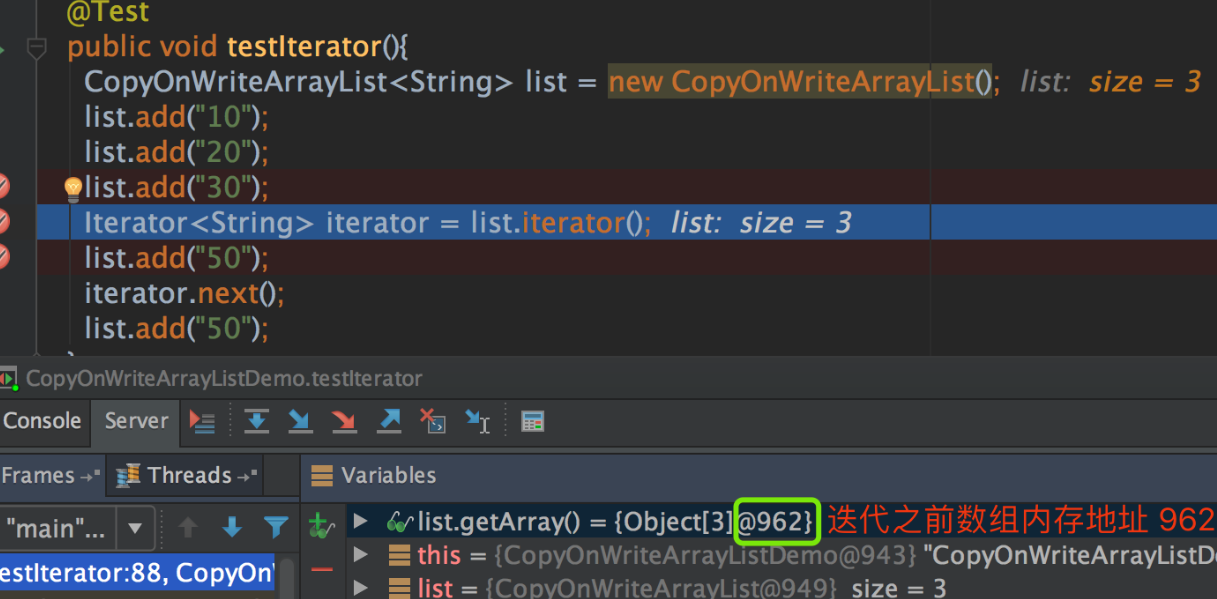 @Test
public void testIterator(){
CopyOnWriteArrayList<String> list = new CopyOnWriteArrayList(); list: size = 3
list.add("10");
list.add("20");
list.add("30");
Iterator<String> iterator = list.iterator(); list: size = 3
list.add("50");
iterator.next();
list.add("50");
CopyOnWriteArrayListDemo.testIterator
Console Server
Frames Threads Variables
"main"... list.getArray() = {Object[3]@962} 迭代之前数组内存地址 962
this = {CopyOnWriteArrayListDemo@943} "CopyOnWriteArrayListD
estIterator:88, CopyOn
list = {CopyOnWriteArrayList@949} size = 3